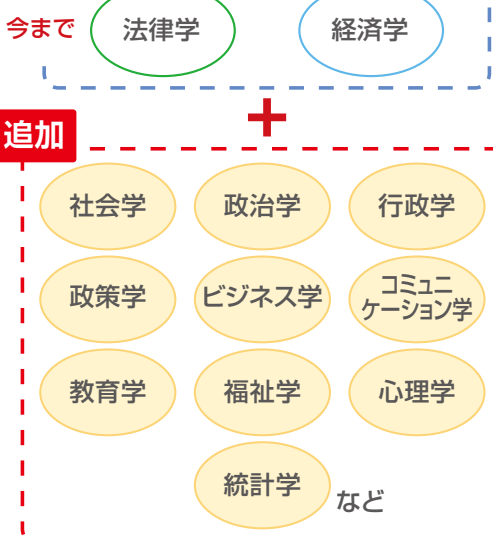 今まで
法律学
経済学
+
追加
社会学
政治学
行政学
政策学
ビジネス学
コミュニ
ケーション学
教育学
福祉学
心理学
統計学
など